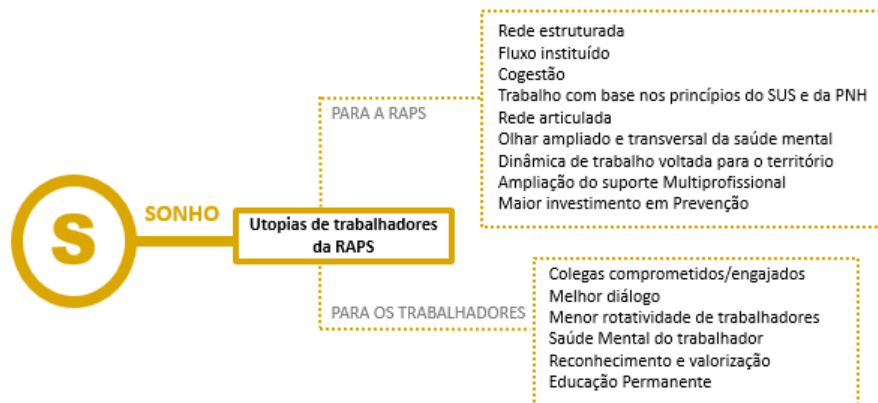 S
SONHO
Utopias de trabalhadores
da RAPS
PARA A RAPS
Rede estruturada
Fluxo instituído
Cogestão
Trabalho com base nos princípios do SUS e da PNH
Rede articulada
Olhar ampliado e transversal da saúde mental
Dinâmica de trabalho voltada para o território
Ampliação do suporte Multiprofissional
Maior investimento em Prevenção
PARA OS TRABALHADORES
Colegas comprometidos/engajados
Melhor diálogo
Menor rotatividade de trabalhadores
Saúde Mental do trabalhador
Reconhecimento e valorização
Educação Permanente